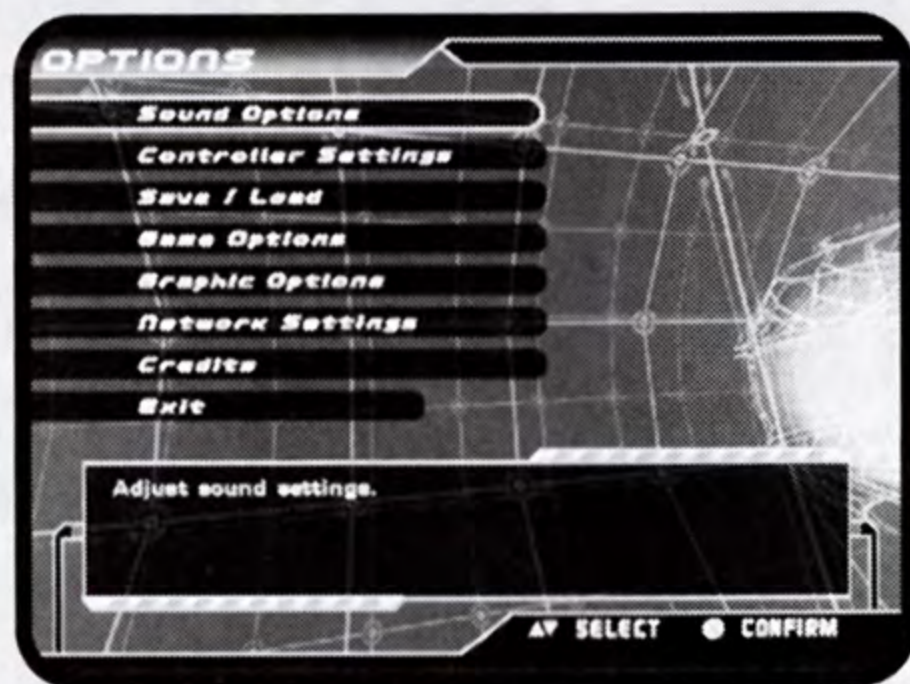 OPTIONS
Sound Options
Controller Settings
Save / Load
Game Options
Graphic Options
Network Settings
Credits
Exit
Adjust sound settings.
▲▼ SELECT ● CONFIRM